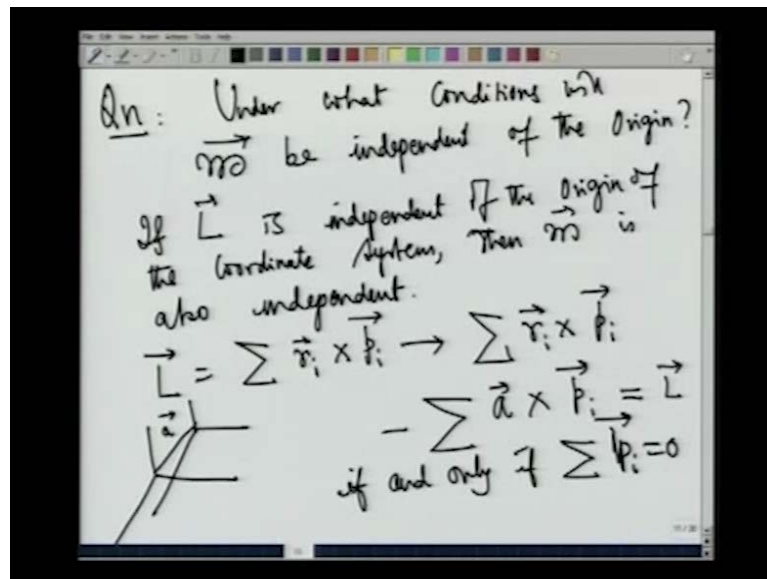 Qn: Under what Conditions will
m⃗ be independent of the Origin?
If L⃗ is independent of the Origin of
the Coordinate System, Then m⃗ is
also independent.
L⃗ = ∑ r⃗ᵢ × p⃗ᵢ → ∑ r⃗ᵢ × p⃗ᵢ
a⃗
- ∑ a⃗ × p⃗ᵢ = L⃗
if and only if ∑ p⃗ᵢ = 0